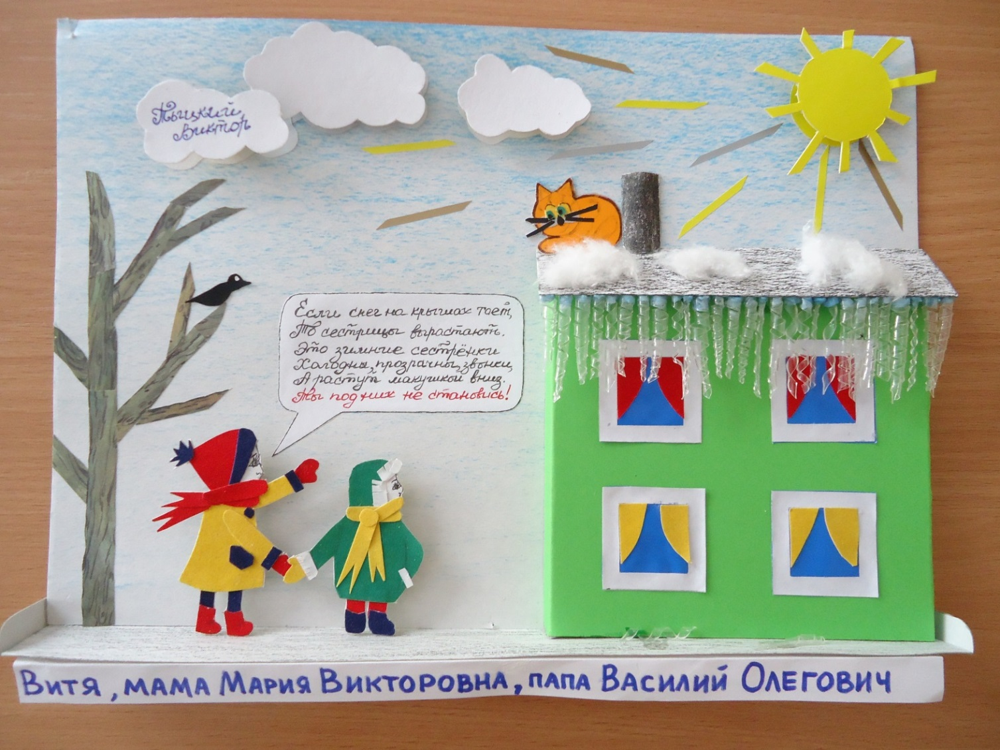 Тыцкий
Виктор
Если снег на крышах тает,
То сестрицы вырастают.
Это зимние сестрёнки
Холодны, прозрачны, звонки,
А растут макушкой вниз.
Ты под них не становись!
Витя, мама Мария Викторовна, папа Василий Олегович